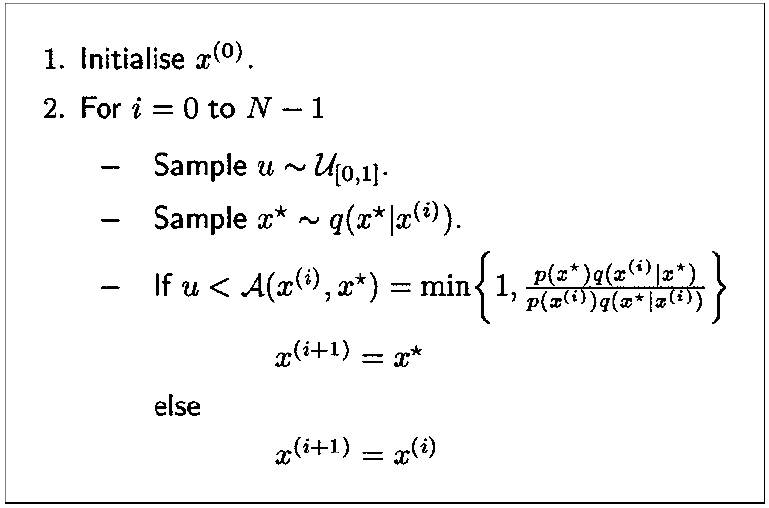 1. Initialise x^(0).
2. For i = 0 to N − 1
– Sample u ∼ 𝒰_[0,1].
– Sample x^⋆ ∼ q(x^⋆|x^(i)).
– If u < 𝒜(x^(i), x^⋆) = min{1, p(x^⋆)q(x^(i)|x^⋆) / p(x^(i))q(x^⋆|x^(i))}
x^(i+1) = x^⋆
else
x^(i+1) = x^(i)